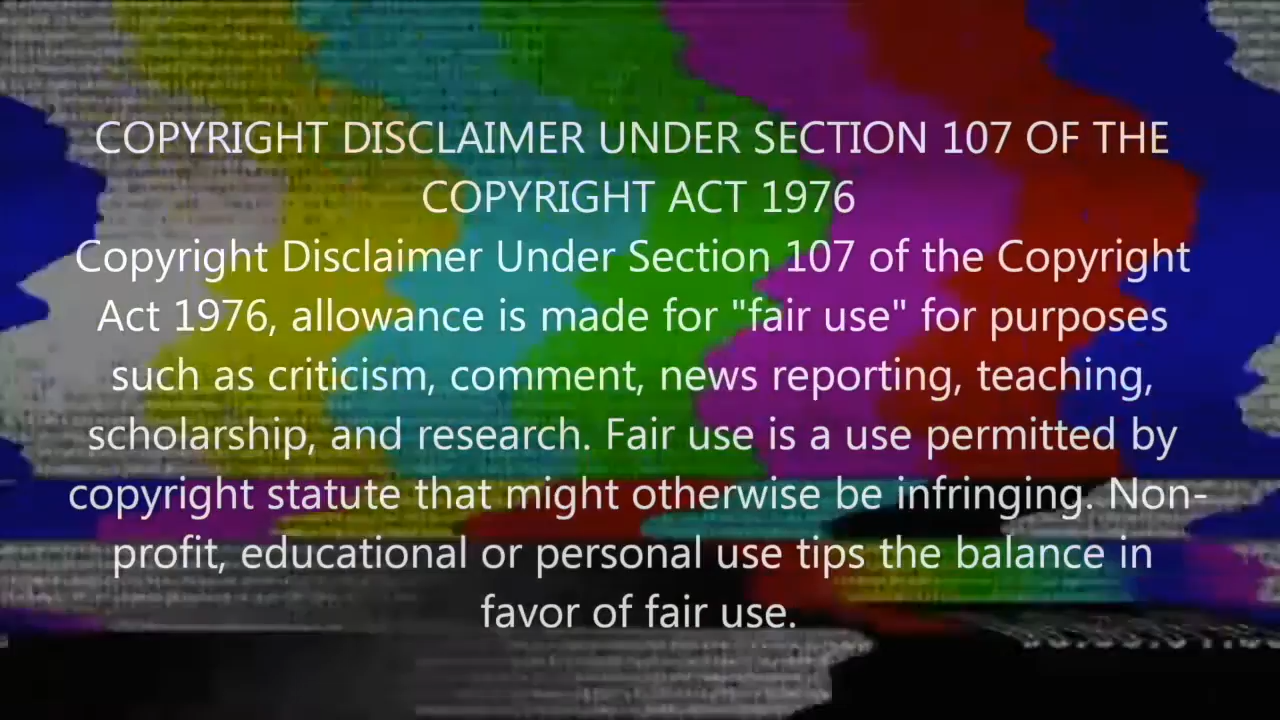 COPYRIGHT DISCLAIMER UNDER SECTION 107 OF THE
COPYRIGHT ACT 1976
Copyright Disclaimer Under Section 107 of the Copyright
Act 1976, allowance is made for "fair use" for purposes
such as criticism, comment, news reporting, teaching,
scholarship, and research. Fair use is a use permitted by
copyright statute that might otherwise be infringing. Non-
profit, educational or personal use tips the balance in
favor of fair use.